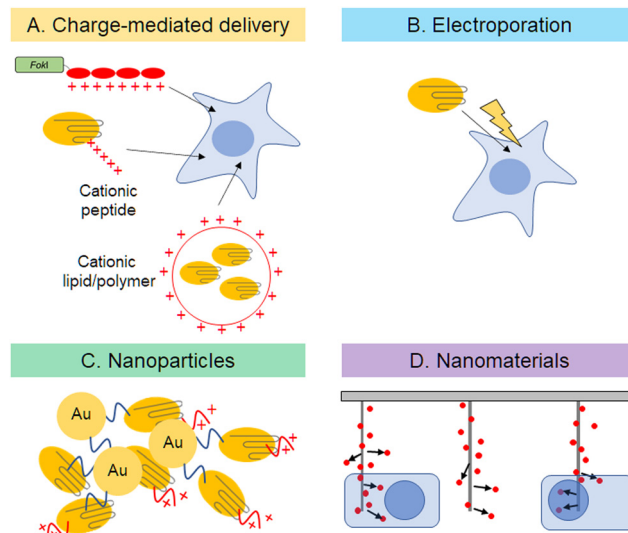 A. Charge-mediated delivery
B. Electroporation
FokI
+ + + + + + + +
+ + + + +
Cationic
peptide
Cationic
lipid/polymer
+ + + + + + + + + + + + + + + + + +
C. Nanoparticles
D. Nanomaterials
Au
Au
Au
+ +
+ +
+ +
+ +
+ +